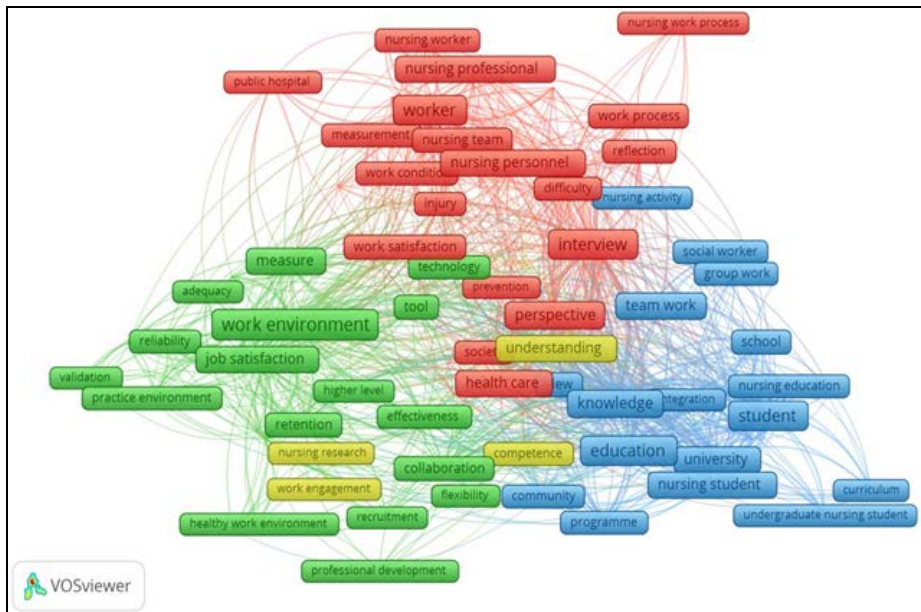 nursing work process
nursing worker
nursing professional
public hospital
worker
work process
measurement
nursing team
reflection
nursing personnel
work condition
difficulty
nursing activity
injury
interview
work satisfaction
social worker
measure
technology
group work
adequacy
prevention
tool
team work
perspective
work environment
reliability
understanding
school
job satisfaction
societ
validation
health care
nursing education
practice environment
higher level
knowledge
integration
effectiveness
student
retention
nursing research
competence
education
university
collaboration
nursing student
work engagement
flexibility
community
curriculum
healthy work environment
recruitment
programme
undergraduate nursing student
professional development
VOSviewer